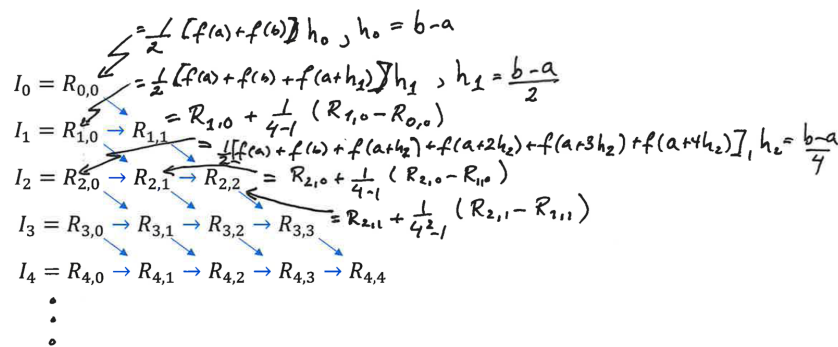 = 1/2 [f(a) + f(b)] h₀ , h₀ = b-a
I₀ = R₀,₀
= 1/2 [f(a) + f(b) + f(a+h₁)] h₁ , h₁ = (b-a)/2
= R₁,₀ + 1/(4-1) (R₁,₀ - R₀,₀)
I₁ = R₁,₀ → R₁,₁
= 1/2 [f(a) + f(b) + f(a+h₂) + f(a+2h₂) + f(a+3h₂) + f(a+4h₂)], h₂ = (b-a)/4
I₂ = R₂,₀ → R₂,₁ → R₂,₂ = R₂,₀ + 1/(4-1) (R₂,₀ - R₁,₀)
= R₂,₁ + 1/(4²-1) (R₂,₁ - R₁,₁)
I₃ = R₃,₀ → R₃,₁ → R₃,₂ → R₃,₃
I₄ = R₄,₀ → R₄,₁ → R₄,₂ → R₄,₃ → R₄,₄